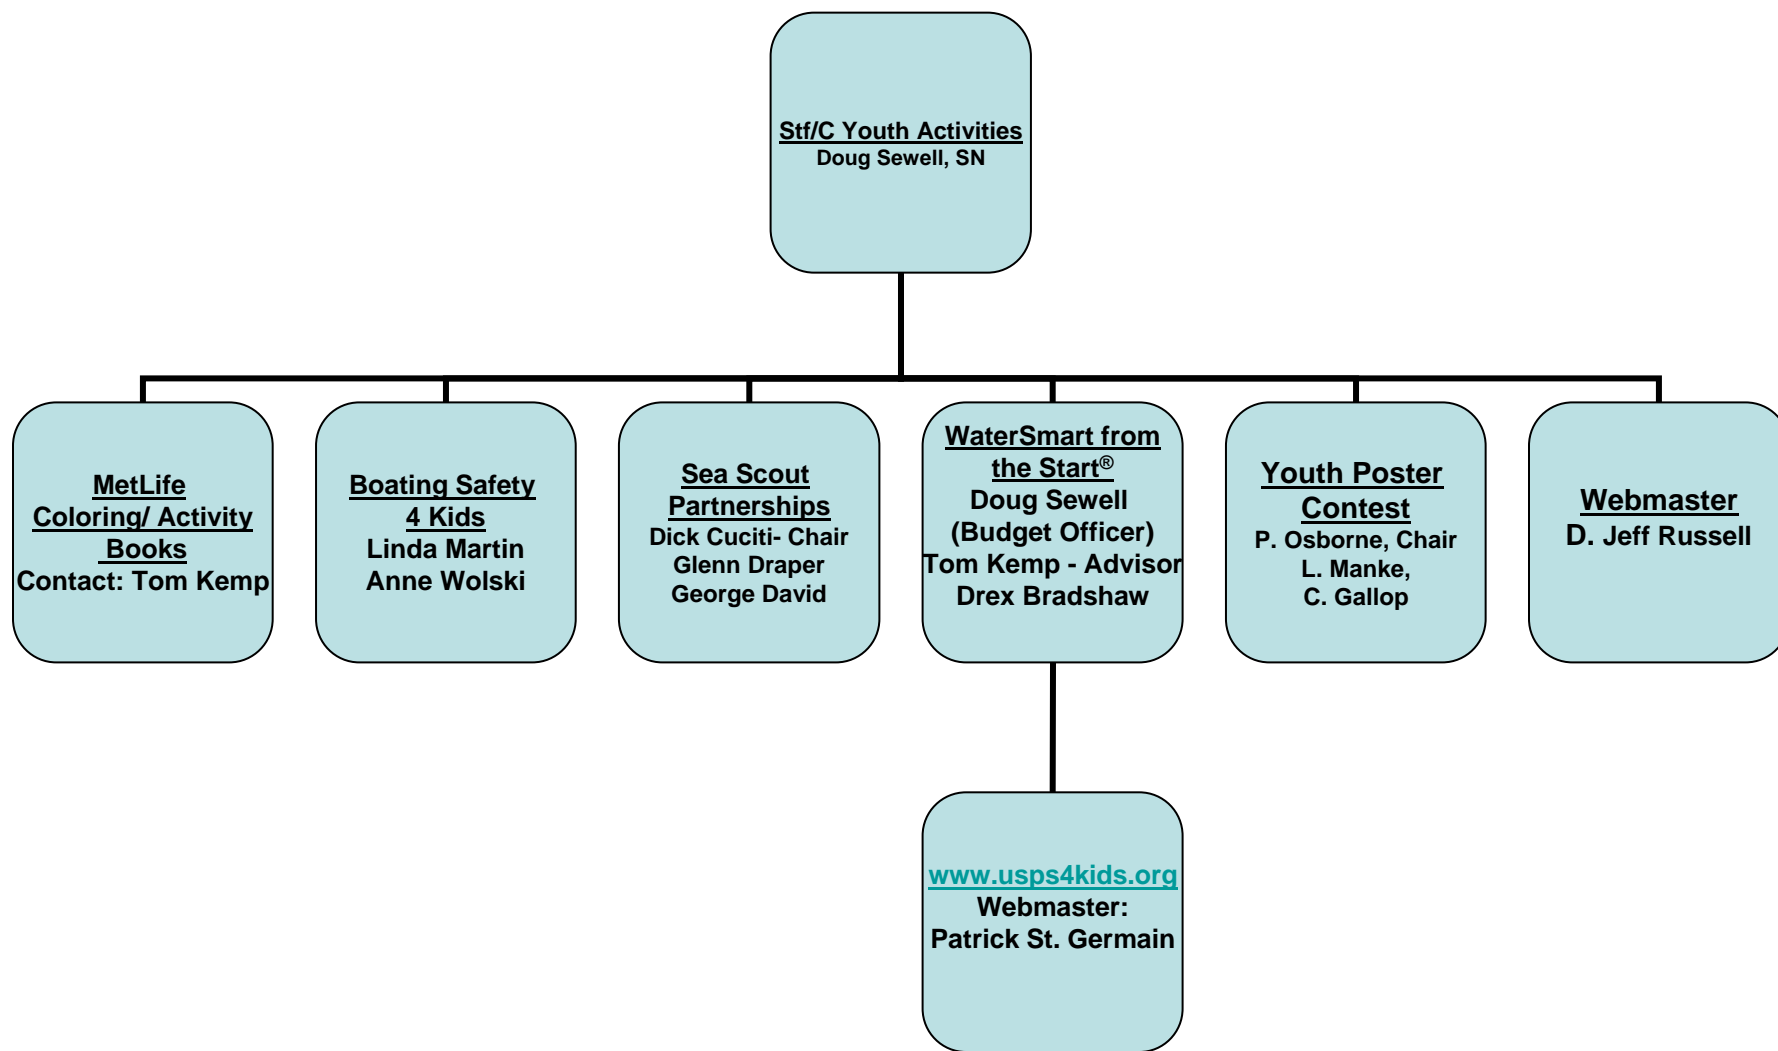 Stf/C Youth Activities
Doug Sewell, SN
MetLife
Coloring/ Activity
Books
Contact: Tom Kemp
Boating Safety
4 Kids
Linda Martin
Anne Wolski
Sea Scout
Partnerships
Dick Cuciti- Chair
Glenn Draper
George David
WaterSmart from
the Start®
Doug Sewell
(Budget Officer)
Tom Kemp - Advisor
Drex Bradshaw
Youth Poster
Contest
P. Osborne, Chair
L. Manke,
C. Gallop
Webmaster
D. Jeff Russell
www.usps4kids.org
Webmaster:
Patrick St. Germain